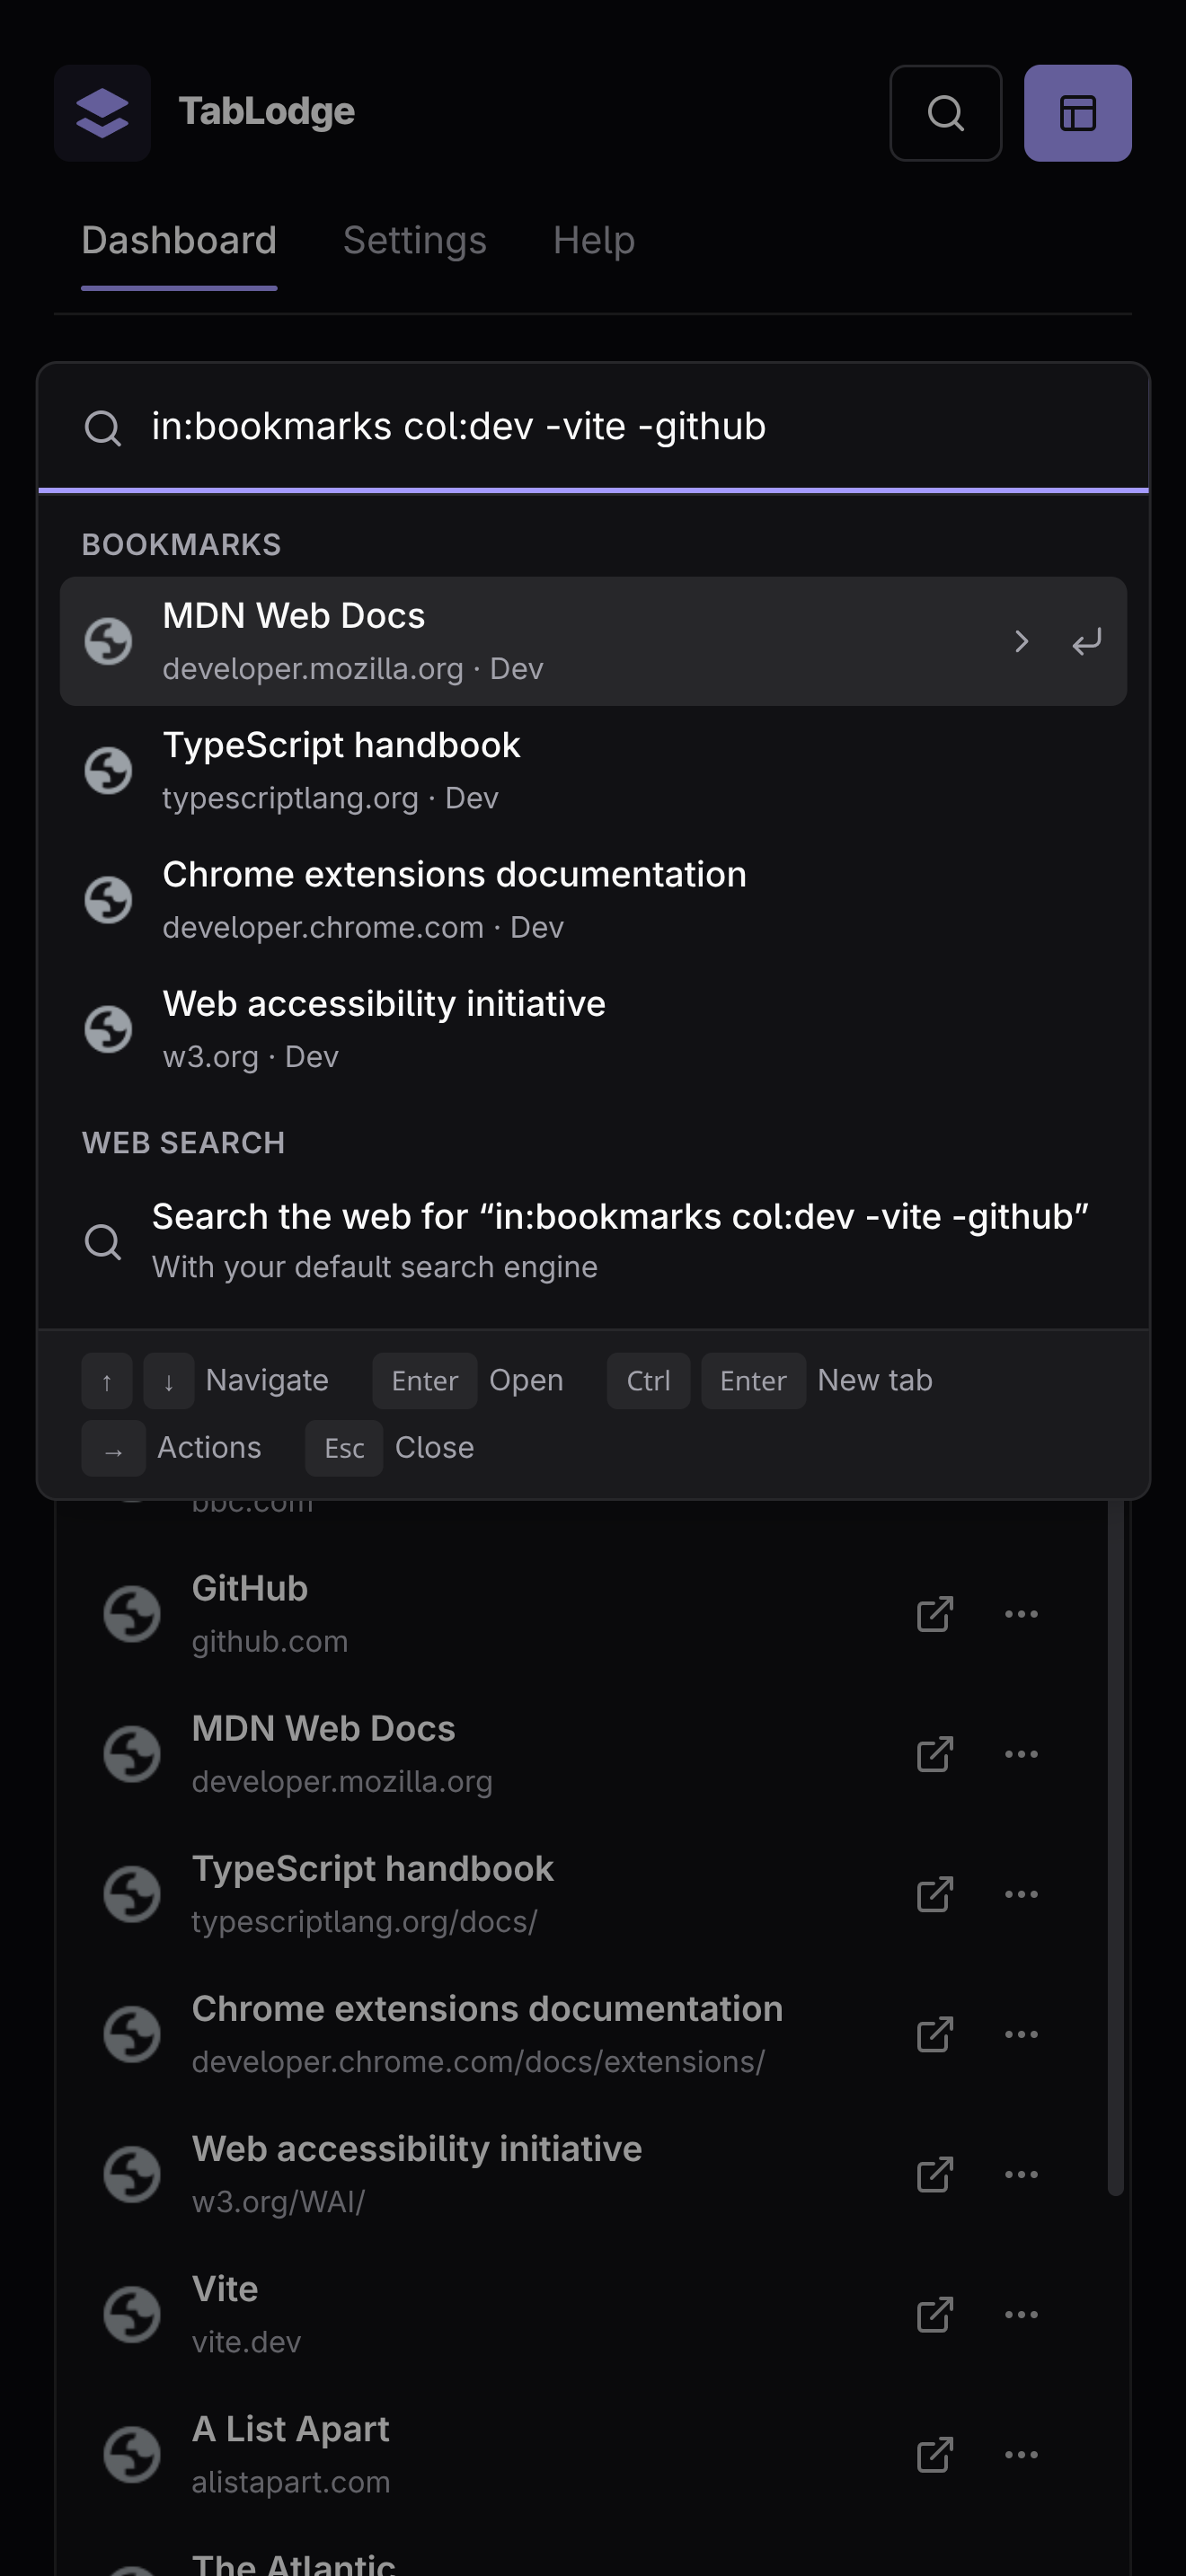 TabLodge
Dashboard Settings Help
in:bookmarks col:dev -vite -github
BOOKMARKS
MDN Web Docs
developer.mozilla.org · Dev
TypeScript handbook
typescriptlang.org · Dev
Chrome extensions documentation
developer.chrome.com · Dev
Web accessibility initiative
w3.org · Dev
WEB SEARCH
Search the web for “in:bookmarks col:dev -vite -github”
With your default search engine
↑ ↓ Navigate Enter Open Ctrl Enter New tab
→ Actions Esc Close
bbc.com
GitHub
github.com
MDN Web Docs
developer.mozilla.org
TypeScript handbook
typescriptlang.org/docs/
Chrome extensions documentation
developer.chrome.com/docs/extensions/
Web accessibility initiative
w3.org/WAI/
Vite
vite.dev
A List Apart
alistapart.com
The Atlantic